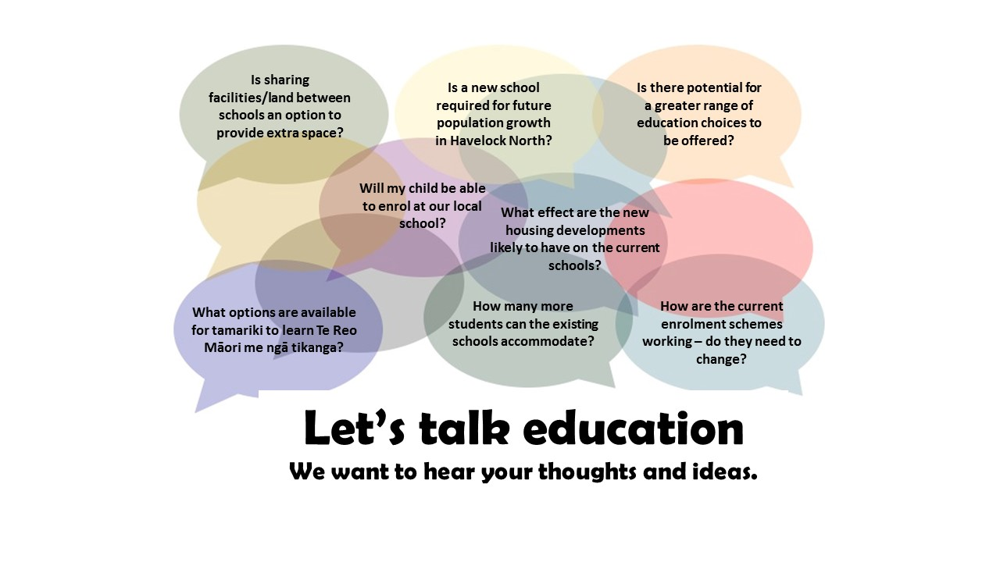 Is sharing
facilities/land between
schools an option to
provide extra space?
Is a new school
required for future
population growth
in Havelock North?
Is there potential for
a greater range of
education choices to
be offered?
Will my child be able
to enrol at our local
school?
What effect are the new
housing developments
likely to have on the current
schools?
What options are available
for tamariki to learn Te Reo
Māori me ngā tikanga?
How many more
students can the existing
schools accommodate?
How are the current
enrolment schemes
working – do they need to
change?
Let’s talk education
We want to hear your thoughts and ideas.